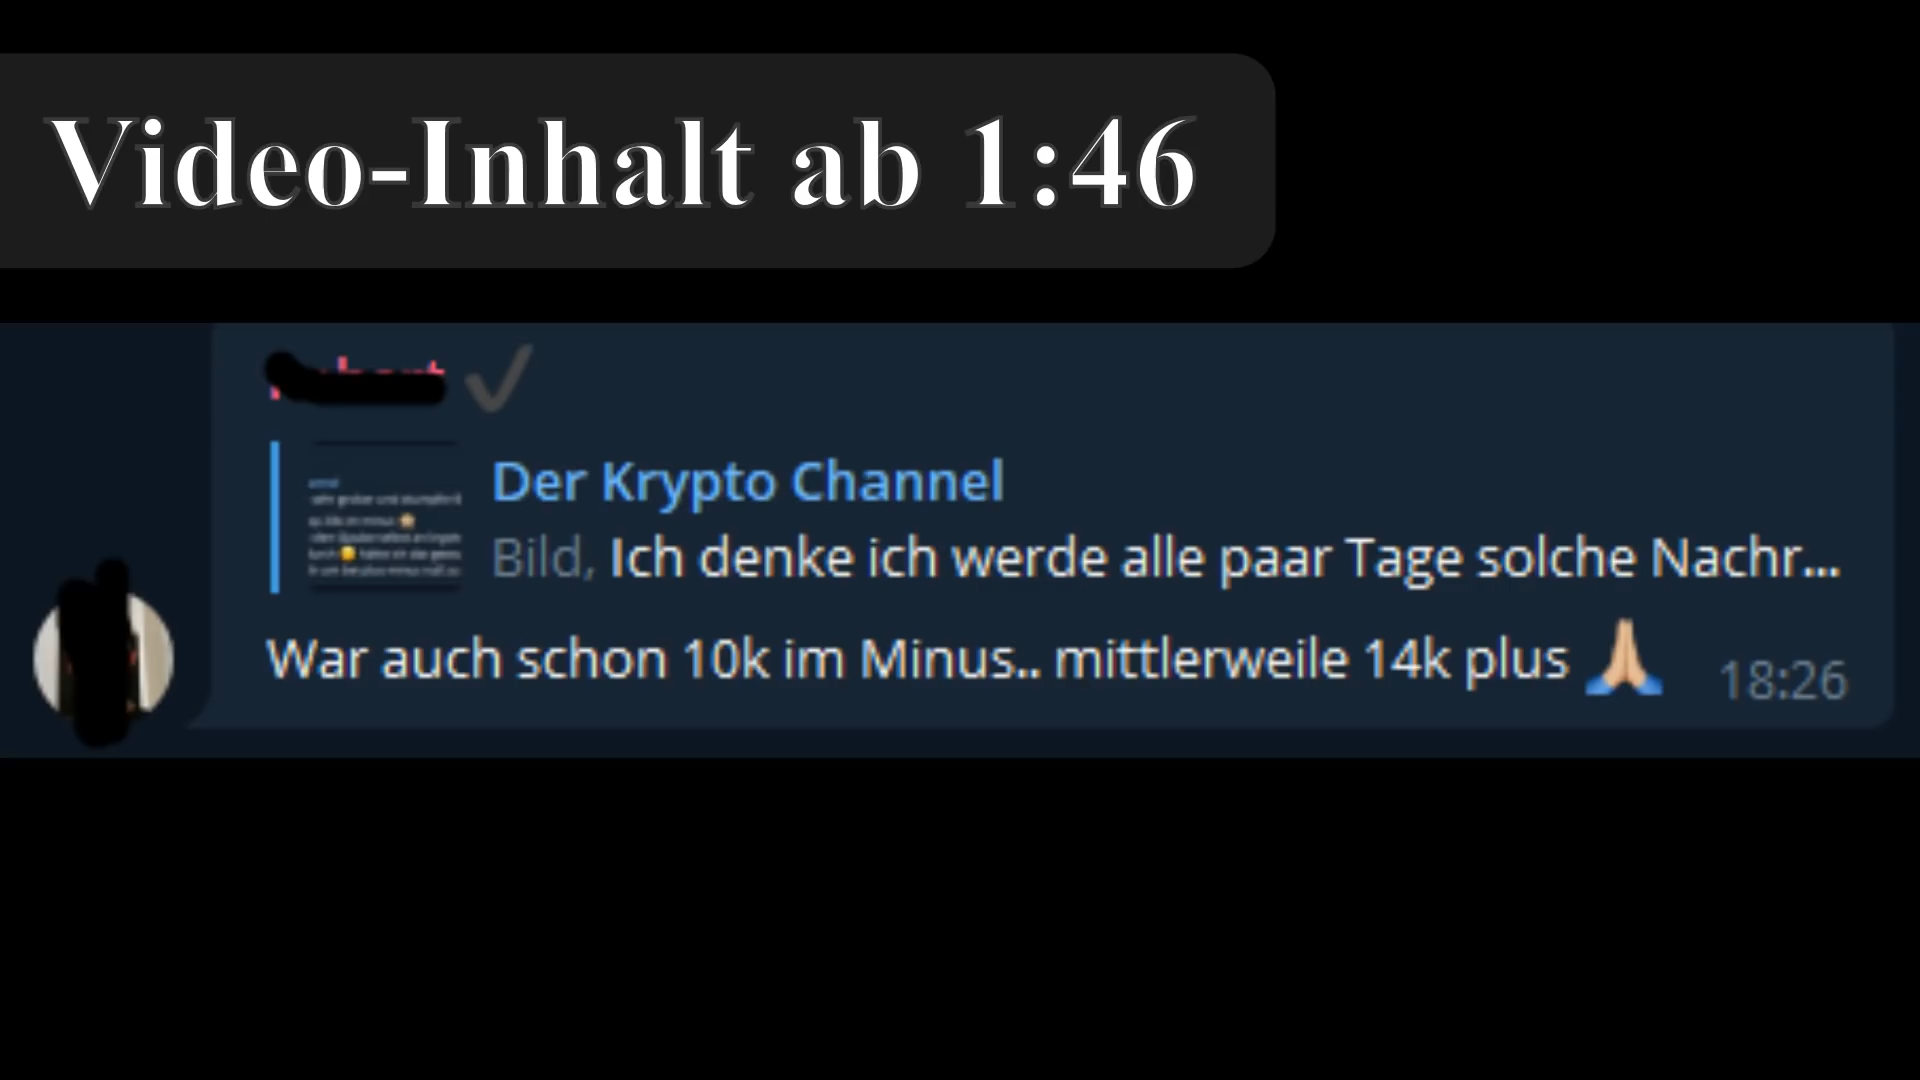 Video-Inhalt ab 1:46
Der Krypto Channel
Bild, Ich denke ich werde alle paar Tage solche Nachr...
War auch schon 10k im Minus.. mittlerweile 14k plus 🙏🏼 18:26